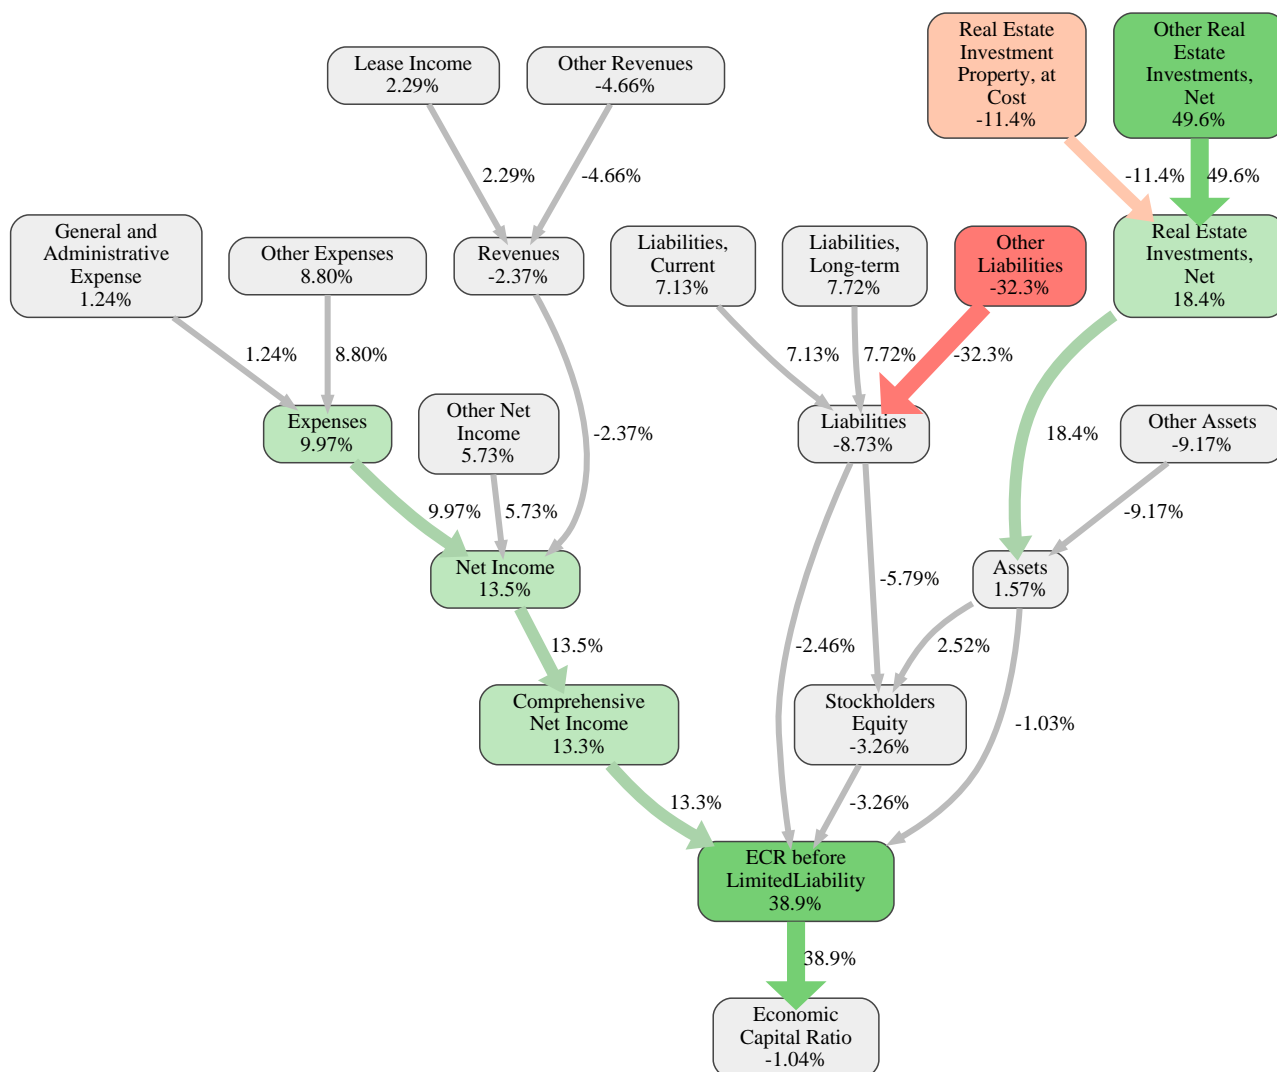 Real Estate
Investment
Property, at
Cost
-11.4%
Other Real
Estate
Investments,
Net
49.6%
Lease Income
2.29%
Other Revenues
-4.66%
2.29%
-4.66%
-11.4%
49.6%
General and
Administrative
Expense
1.24%
Other Expenses
8.80%
Revenues
-2.37%
Liabilities,
Current
7.13%
Liabilities,
Long-term
7.72%
Other
Liabilities
-32.3%
Real Estate
Investments,
Net
18.4%
1.24%
8.80%
7.13%
7.72%
-32.3%
Expenses
9.97%
Other Net
Income
5.73%
-2.37%
Liabilities
-8.73%
18.4%
Other Assets
-9.17%
9.97%
5.73%
-9.17%
Net Income
13.5%
-5.79%
Assets
1.57%
13.5%
-2.46%
2.52%
Comprehensive
Net Income
13.3%
Stockholders
Equity
-3.26%
-1.03%
13.3%
-3.26%
ECR before
LimitedLiability
38.9%
38.9%
Economic
Capital Ratio
-1.04%